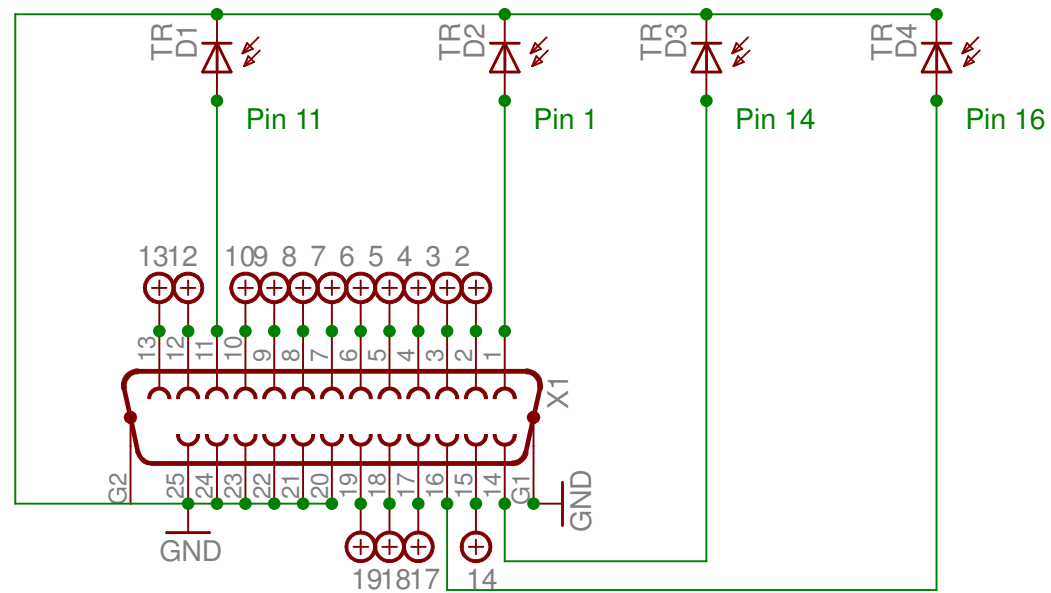 TR D1
TR D2
TR D3
TR D4
Pin 11
Pin 1
Pin 14
Pin 16
13 12 10 9 8 7 6 5 4 3 2
13 12 11 10 9 8 7 6 5 4 3 2 1
X1
G2 25 24 23 22 21 20 19 18 17 16 15 14 G1
GND
GND
19 18 17 14